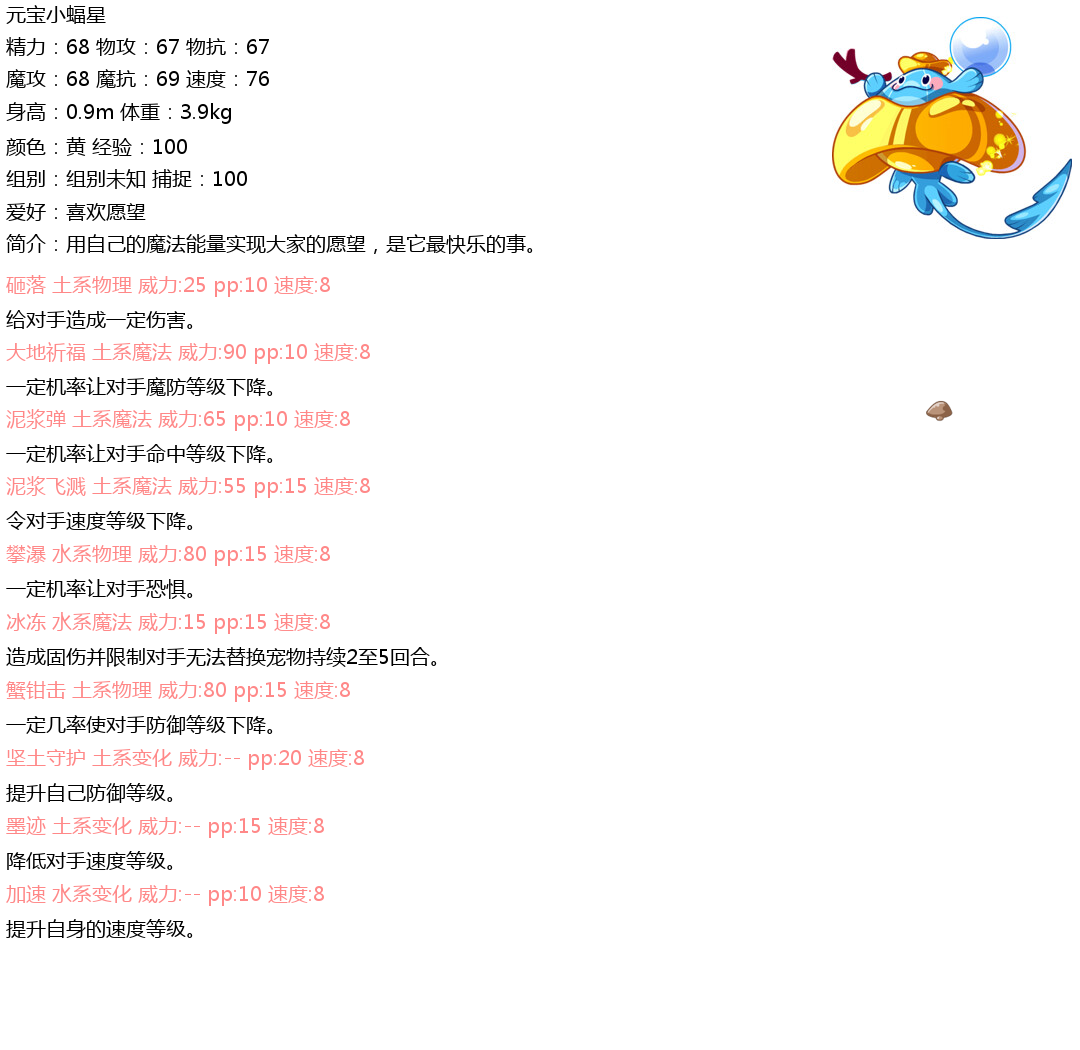 元宝小蝠星
精力：68 物攻：67 物抗：67
魔攻：68 魔抗：69 速度：76
身高：0.9m 体重：3.9kg
颜色：黄 经验：100
组别：组别未知 捕捉：100
爱好：喜欢愿望
简介：用自己的魔法能量实现大家的愿望，是它最快乐的事。
砸落 土系物理 威力:25 pp:10 速度:8
给对手造成一定伤害。
大地祈福 土系魔法 威力:90 pp:10 速度:8
一定机率让对手魔防等级下降。
泥浆弹 土系魔法 威力:65 pp:10 速度:8
一定机率让对手命中等级下降。
泥浆飞溅 土系魔法 威力:55 pp:15 速度:8
令对手速度等级下降。
攀瀑 水系物理 威力:80 pp:15 速度:8
一定机率让对手恐惧。
冰冻 水系魔法 威力:15 pp:15 速度:8
造成固伤并限制对手无法替换宠物持续2至5回合。
蟹钳击 土系物理 威力:80 pp:15 速度:8
一定几率使对手防御等级下降。
坚土守护 土系变化 威力:-- pp:20 速度:8
提升自己防御等级。
墨迹 土系变化 威力:-- pp:15 速度:8
降低对手速度等级。
加速 水系变化 威力:-- pp:10 速度:8
提升自身的速度等级。